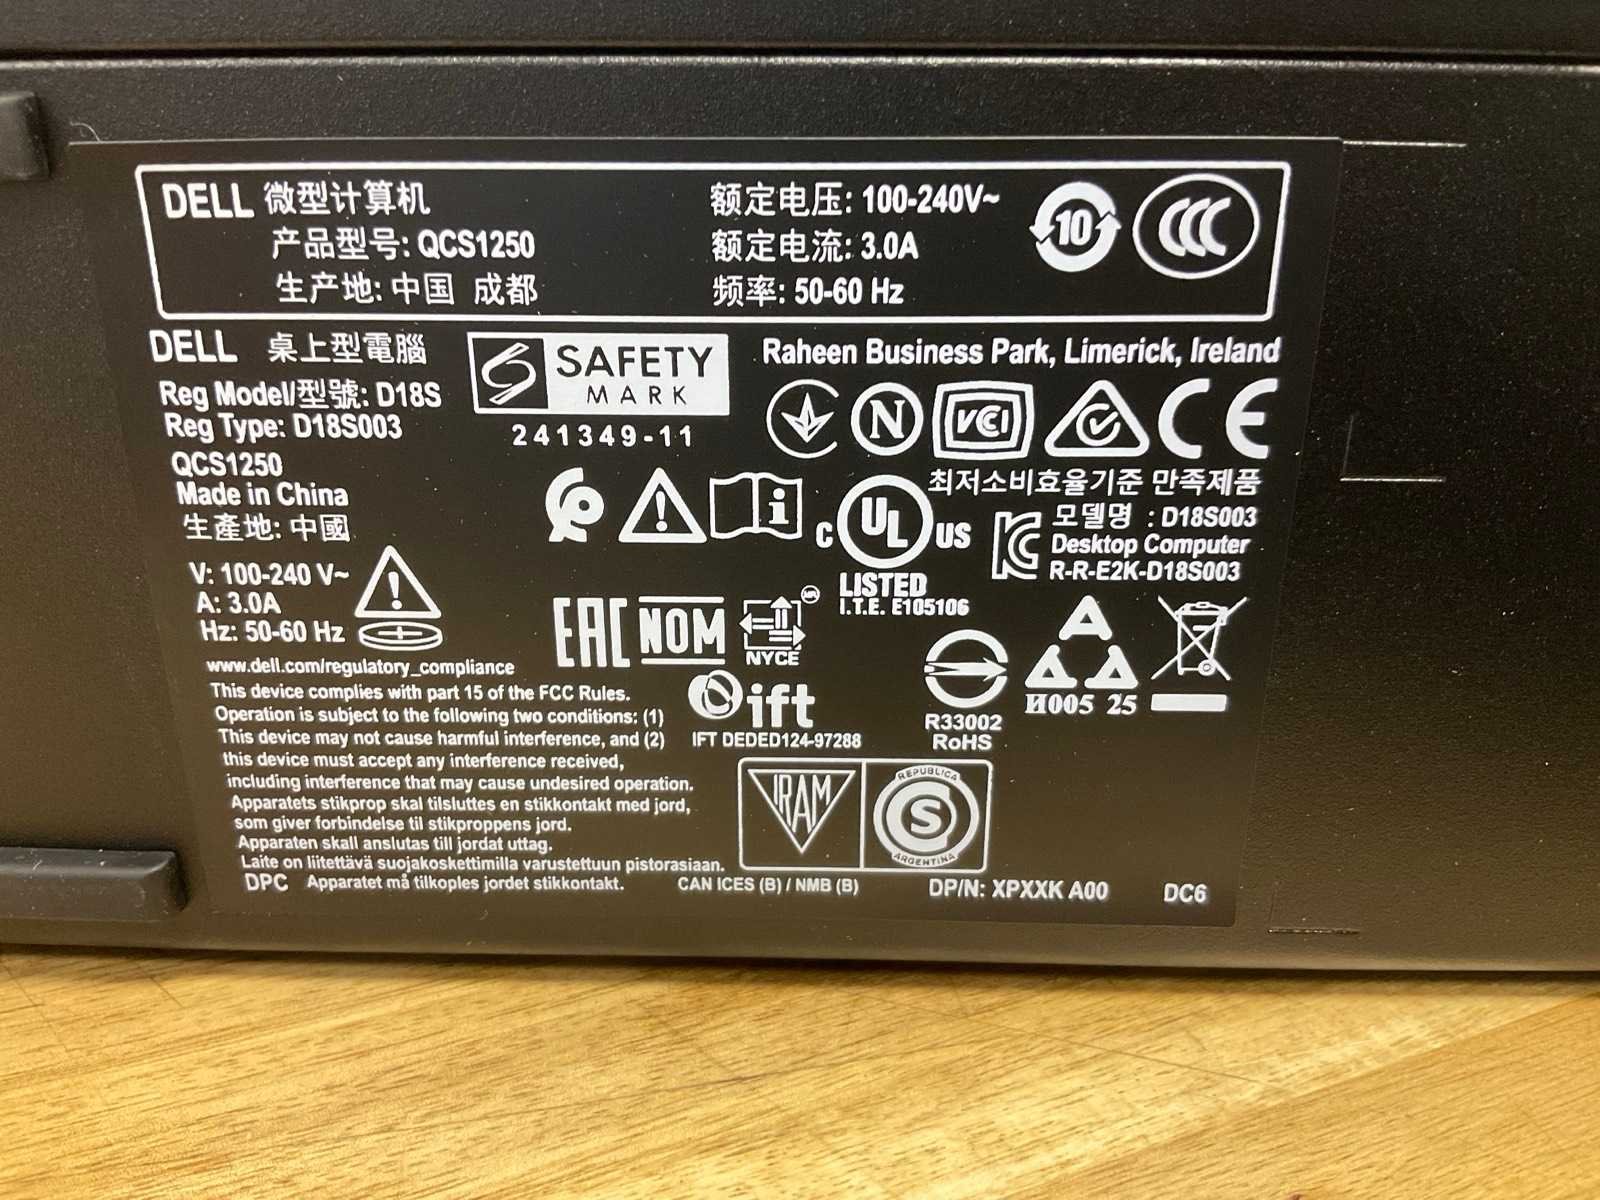 DELL 微型计算机
产品型号: QCS1250
生产地: 中国 成都
额定电压: 100-240V~
额定电流: 3.0A
频率: 50-60 Hz
10
CCC
DELL 桌上型電腦
Reg Model/型號: D18S
Reg Type: D18S003
QCS1250
Made in China
生產地: 中國
V: 100-240 V~
A: 3.0A
Hz: 50-60 Hz
SAFETY
MARK
241349-11
Raheen Business Park, Limerick, Ireland
N
VCI
CE
최저소비효율기준 만족제품
모델명 : D18S003
Desktop Computer
R-R-E2K-D18S003
i
C UL US
LISTED
I.T.E. E105106
EAC
NOM
NYCE
ift
IFT DEDED124-97288
R33002
RoHS
И005 25
www.dell.com/regulatory_compliance
This device complies with part 15 of the FCC Rules.
Operation is subject to the following two conditions: (1)
This device may not cause harmful interference, and (2)
this device must accept any interference received,
including interference that may cause undesired operation.
Apparatets stikprop skal tilsluttes en stikkontakt med jord,
som giver forbindelse til stikproppens jord.
Apparaten skall anslutas till jordat uttag.
Laite on liitettävä suojakoskettimilla varustettuun pistorasiaan.
DPC Apparatet må tilkoples jordet stikkontakt.
IRAM
REPUBLICA
S
ARGENTINA
CAN ICES (B) / NMB (B)
DP/N: XPXXK A00
DC6